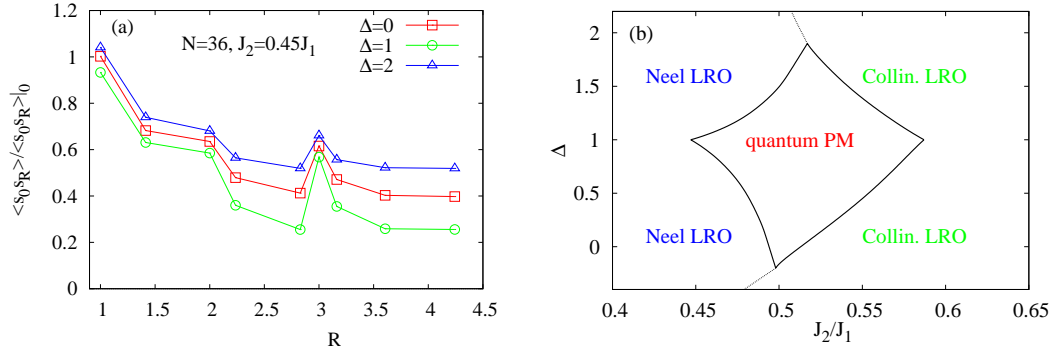 (a)
N=36, J₂=0.45J₁
Δ=0
Δ=1
Δ=2
<s₀s_R>/<s₀s_R>|₀
1.2
1
0.8
0.6
0.4
0.2
0
1
1.5
2
2.5
3
3.5
4
4.5
R
(b)
Neel LRO
Collin. LRO
quantum PM
Neel LRO
Collin. LRO
Δ
2
1.5
1
0.5
0
0.4
0.45
0.5
0.55
0.6
0.65
J₂/J₁